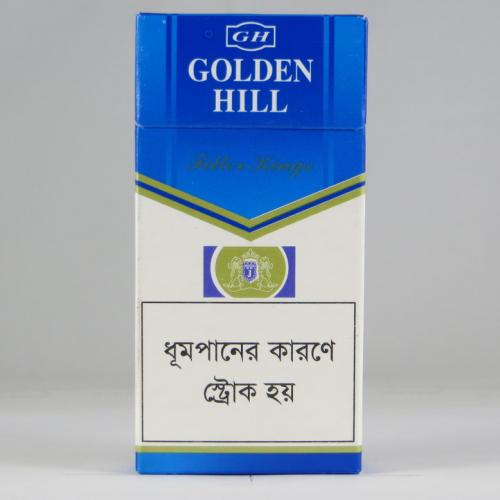 GH
GOLDEN
HILL
Filter Kings
ধূমপানের কারণে
স্ট্রোক হয়